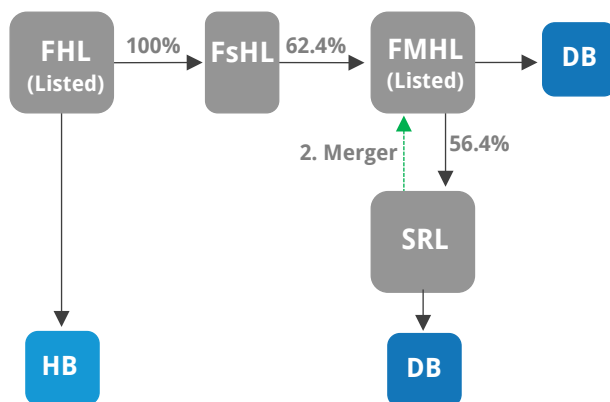 FHL
(Listed)
100%
FsHL
62.4%
FMHL
(Listed)
DB
2. Merger
56.4%
SRL
HB
DB